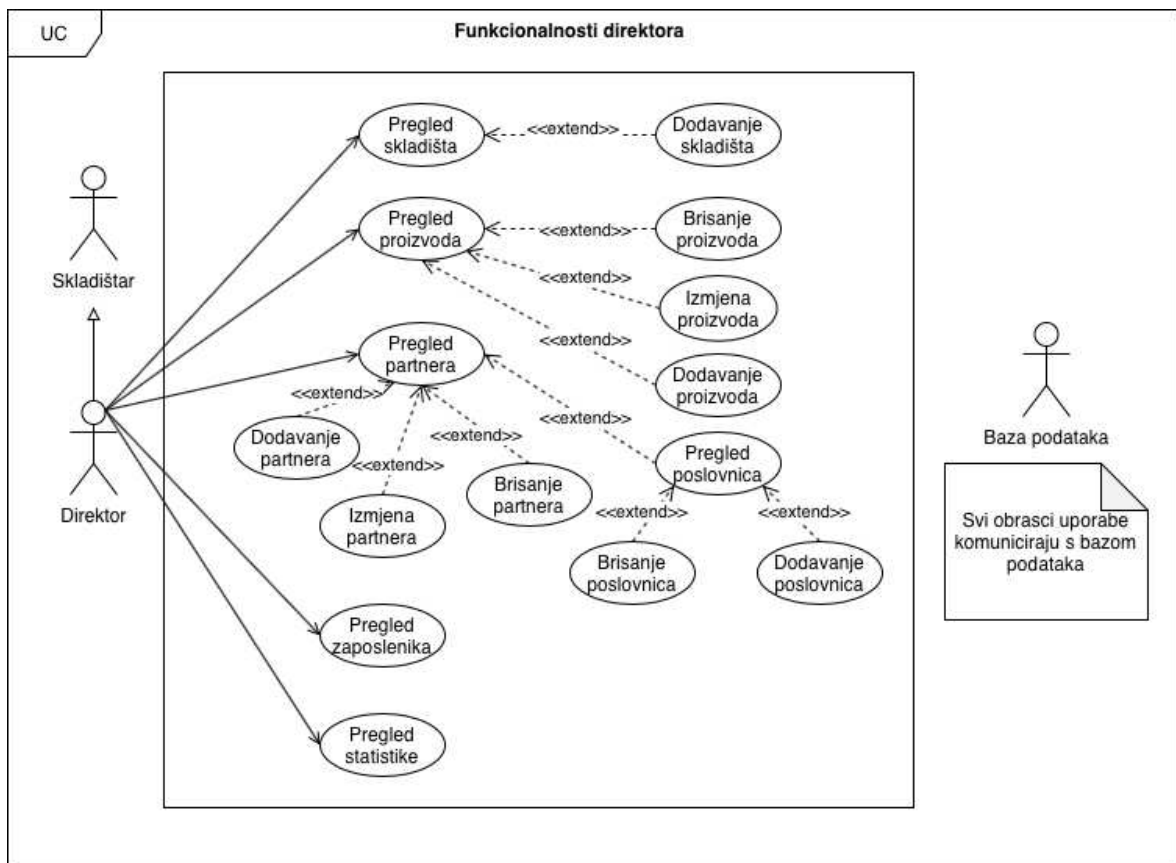 UC
Funkcionalnosti direktora
Pregled
skladišta
<<extend>>
Dodavanje
skladišta
Skladištar
Pregled
proizvoda
<<extend>>
Brisanje
proizvoda
<<extend>>
Izmjena
proizvoda
<<extend>>
Dodavanje
proizvoda
Pregled
partnera
<<extend>>
Dodavanje
partnera
<<extend>>
Izmjena
partnera
<<extend>>
Brisanje
partnera
<<extend>>
Pregled
poslovnica
<<extend>>
Brisanje
poslovnica
<<extend>>
Dodavanje
poslovnica
Direktor
Pregled
zaposlenika
Pregled
statistike
Baza podataka
Svi obrasci uporabe
komuniciraju s bazom
podataka